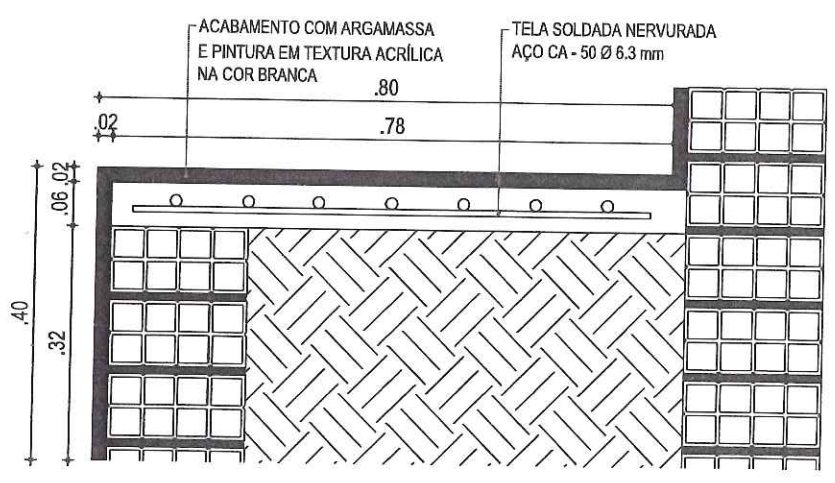 ACABAMENTO COM ARGAMASSA
E PINTURA EM TEXTURA ACRÍLICA
NA COR BRANCA
TELA SOLDADA NERVURADA
AÇO CA - 50 Ø 6.3 mm
.80
.02
.78
.02
.06
.40
.32